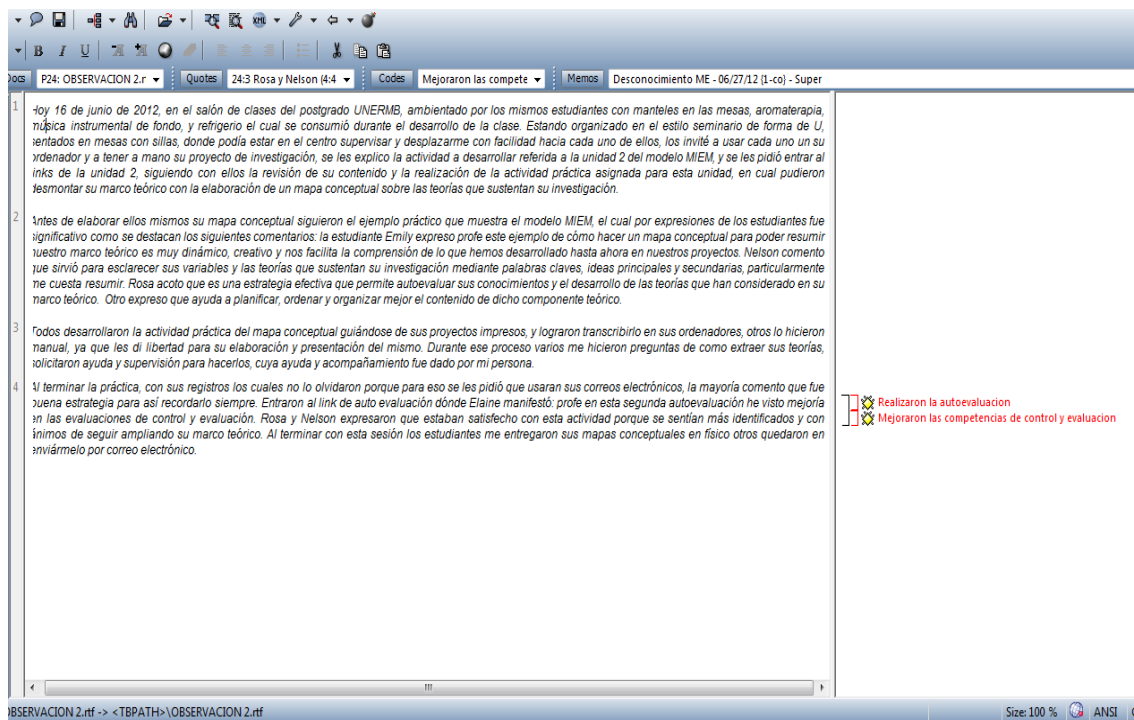 B I U
Docs P24: OBSERVACION 2.r Quotes 24:3 Rosa y Nelson (4:4 Codes Mejoraron las compete Memos Desconocimiento ME - 06/27/12 {1-co} - Super
1 Hoy 16 de junio de 2012, en el salón de clases del postgrado UNERMB, ambientado por los mismos estudiantes con manteles en las mesas, aromaterapia,
música instrumental de fondo, y refrigerio el cual se consumió durante el desarrollo de la clase. Estando organizado en el estilo seminario de forma de U,
sentados en mesas con sillas, donde podía estar en el centro supervisar y desplazarme con facilidad hacia cada uno de ellos, los invité a usar cada uno un su
ordenador y a tener a mano su proyecto de investigación, se les explico la actividad a desarrollar referida a la unidad 2 del modelo MIEM, y se les pidió entrar al
links de la unidad 2, siguiendo con ellos la revisión de su contenido y la realización de la actividad práctica asignada para esta unidad, en cual pudieron
desmontar su marco teórico con la elaboración de un mapa conceptual sobre las teorías que sustentan su investigación.
2 Antes de elaborar ellos mismos su mapa conceptual siguieron el ejemplo práctico que muestra el modelo MIEM, el cual por expresiones de los estudiantes fue
significativo como se destacan los siguientes comentarios: la estudiante Emily expreso profe este ejemplo de cómo hacer un mapa conceptual para poder resumir
nuestro marco teórico es muy dinámico, creativo y nos facilita la comprensión de lo que hemos desarrollado hasta ahora en nuestros proyectos. Nelson comento
que sirvió para esclarecer sus variables y las teorías que sustentan su investigación mediante palabras claves, ideas principales y secundarias, particularmente
me cuesta resumir. Rosa acoto que es una estrategia efectiva que permite autoevaluar sus conocimientos y el desarrollo de las teorías que han considerado en su
marco teórico. Otro expreso que ayuda a planificar, ordenar y organizar mejor el contenido de dicho componente teórico.
3 Todos desarrollaron la actividad práctica del mapa conceptual guiándose de sus proyectos impresos, y lograron transcribirlo en sus ordenadores, otros lo hicieron
manual, ya que les di libertad para su elaboración y presentación del mismo. Durante ese proceso varios me hicieron preguntas de como extraer sus teorías,
solicitaron ayuda y supervisión para hacerlos, cuya ayuda y acompañamiento fue dado por mi persona.
4 Al terminar la práctica, con sus registros los cuales no lo olvidaron porque para eso se les pidió que usaran sus correos electrónicos, la mayoría comento que fue
buena estrategia para así recordarlo siempre. Entraron al link de auto evaluación dónde Elaine manifestó: profe en esta segunda autoevaluación he visto mejoría
en las evaluaciones de control y evaluación. Rosa y Nelson expresaron que estaban satisfecho con esta actividad porque se sentían más identificados y con
ánimos de seguir ampliando su marco teórico. Al terminar con esta sesión los estudiantes me entregaron sus mapas conceptuales en físico otros quedaron en
enviármelo por correo electrónico.
Realizaron la autoevaluacion
Mejoraron las competencias de control y evaluacion
OBSERVACION 2.rtf -> <TBPATH>\OBSERVACION 2.rtf Size: 100 % ANSI